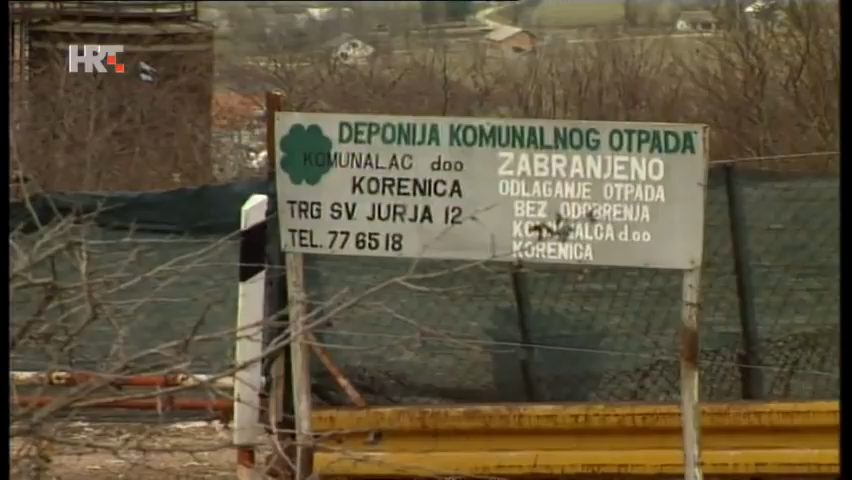 HRT
DEPONIJA KOMUNALNOG OTPADA
KOMUNALAC doo
KORENICA
TRG SV. JURJA 12
TEL. 77 65 18
ZABRANJENO
ODLAGANJE OTPADA
BEZ ODOBRENJA
KOMUNALCA doo
KORENICA